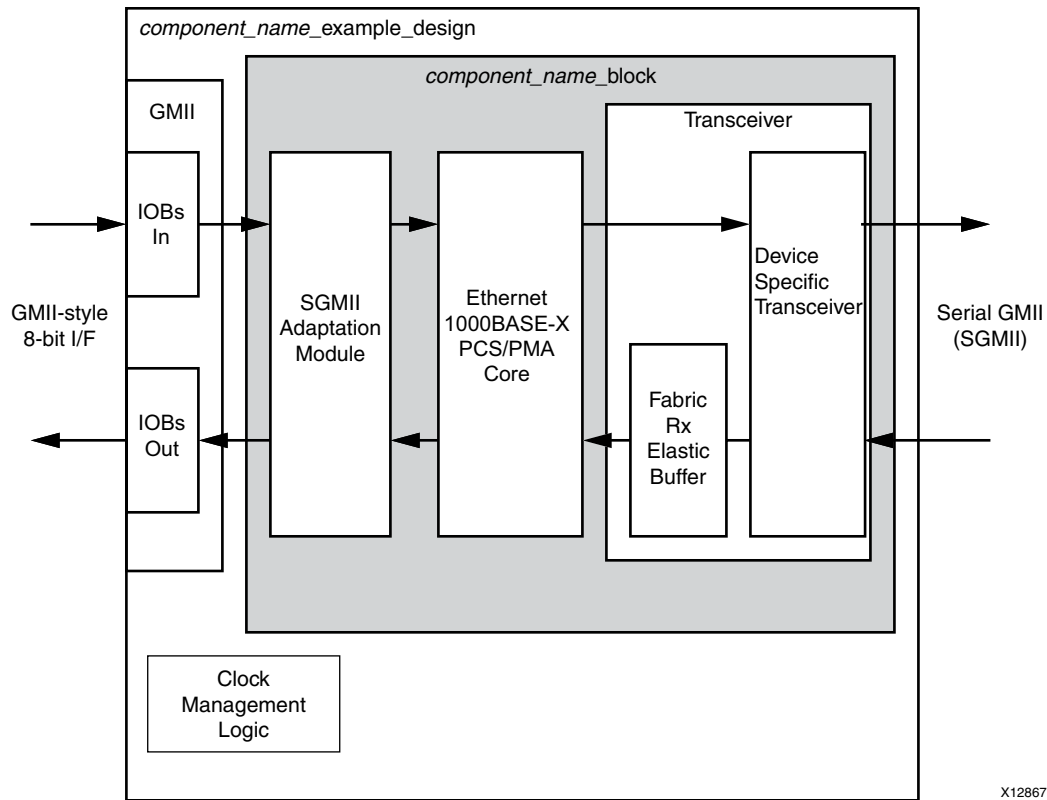 component_name_example_design
component_name_block
GMII
Transceiver
IOBs
In
GMII-style
8-bit I/F
IOBs
Out
SGMII
Adaptation
Module
Ethernet
1000BASE-X
PCS/PMA
Core
Fabric
Rx
Elastic
Buffer
Device
Specific
Transceiver
Serial GMII
(SGMII)
Clock
Management
Logic
X12867